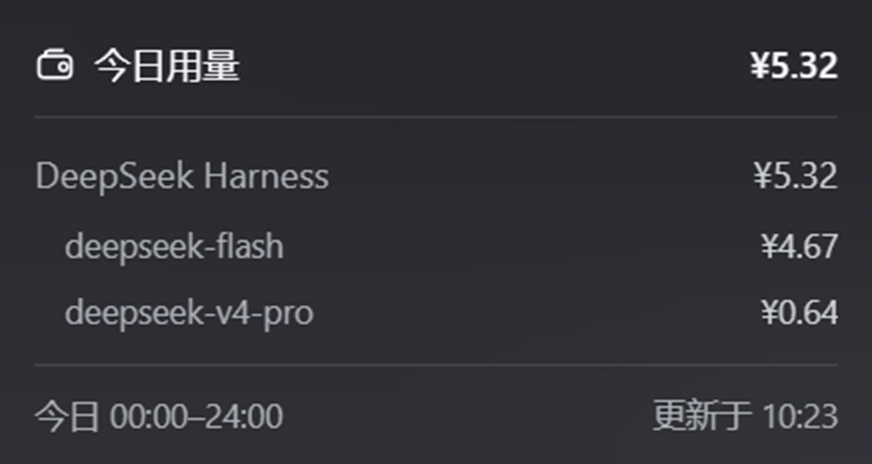 今日用量 ¥5.32
DeepSeek Harness ¥5.32
deepseek-flash ¥4.67
deepseek-v4-pro ¥0.64
今日 00:00–24:00 更新于 10:23